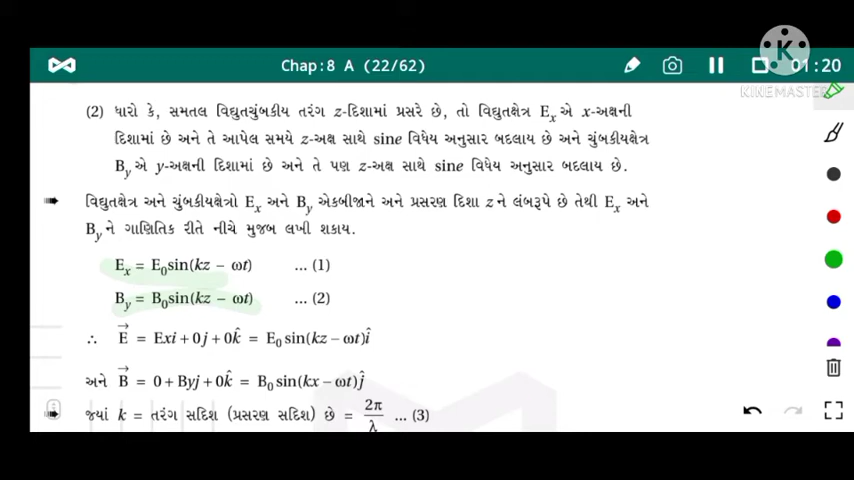 Chap:8 A (22/62)
01:20
KINEMASTER
(2) ધારો કે, સમતલ વિદ્યુતચુંબકીય તરંગ z-દિશામાં પ્રસરે છે, તો વિદ્યુતક્ષેત્ર Eₓ એ x-અક્ષની
દિશામાં છે અને તે આપેલ સમયે z-અક્ષ સાથે sine વિધેય અનુસાર બદલાય છે અને ચુંબકીયક્ષેત્ર
By એ y-અક્ષની દિશામાં છે અને તે પણ z-અક્ષ સાથે sine વિધેય અનુસાર બદલાય છે.
વિદ્યુતક્ષેત્ર અને ચુંબકીયક્ષેત્રો Eₓ અને By એકબીજાને અને પ્રસરણ દિશા z ને લંબરૂપે છે તેથી Eₓ અને
By ને ગાણિતિક રીતે નીચે મુજબ લખી શકાય.
Eₓ = E₀sin(kz – ωt) ... (1)
By = B₀sin(kz – ωt) ... (2)
∴ E⃗ = Exi + 0j + 0k̂ = E₀ sin(kz – ωt)î
અને B⃗ = 0 + Byj + 0k̂ = B₀ sin(kx – ωt)ĵ
જ્યાં k = તરંગ સદિશ (પ્રસરણ સદિશ) છે = 2π/λ ... (3)